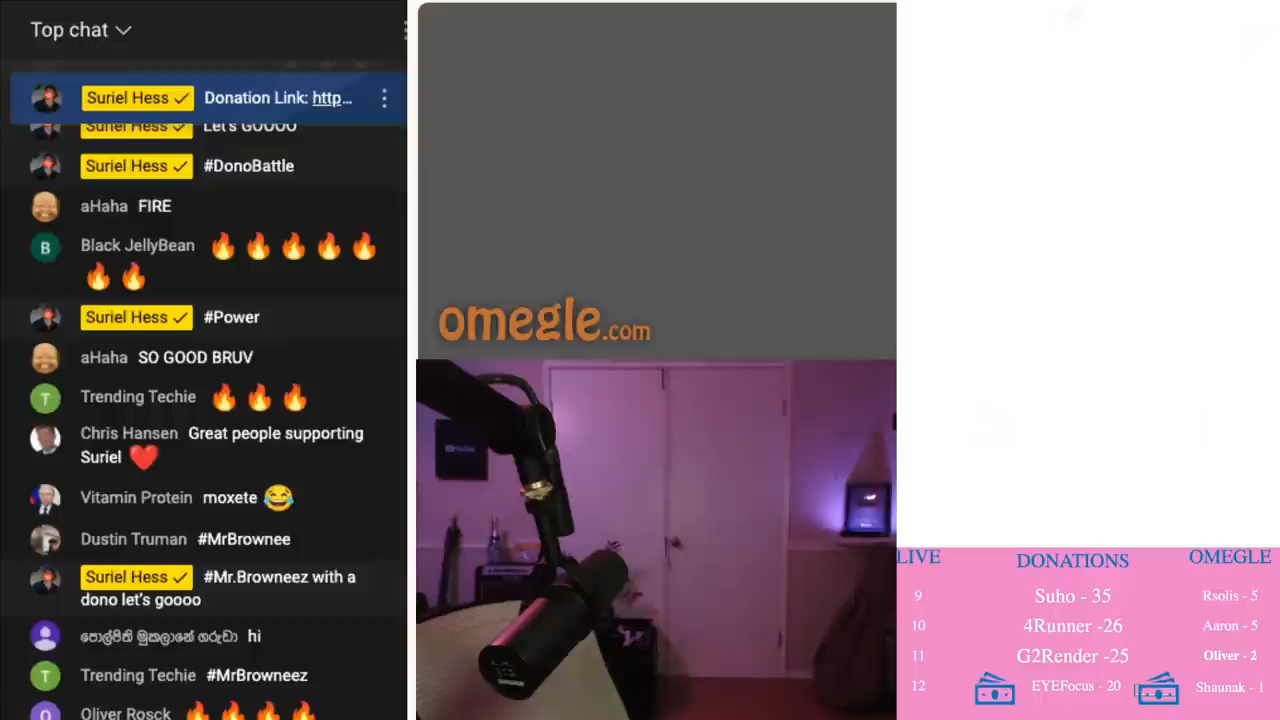 Top chat
Suriel Hess Donation Link: http...
Suriel Hess Let's GOOOO
Suriel Hess #DonoBattle
aHaha FIRE
B Black JellyBean
Suriel Hess #Power
aHaha SO GOOD BRUV
T Trending Techie
Chris Hansen Great people supporting
Suriel
Vitamin Protein moxete
Dustin Truman #MrBrownee
Suriel Hess #Mr.Browneez with a
dono let's goooo
පොල්පිති මුකලානේ ගරුඩා hi
T Trending Techie #MrBrowneez
Oliver Rosck
omegle.com
LIVE DONATIONS OMEGLE
9 Suho - 35 Rsolis - 5
10 4Runner -26 Aaron - 5
11 G2Render -25 Oliver - 2
12 EYEFocus - 20 Shaunak - 1